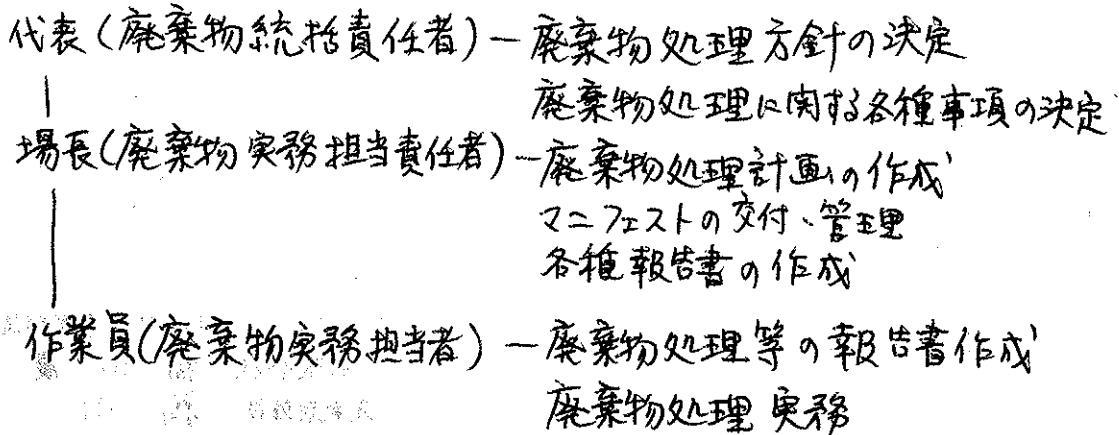 代表(廃棄物統括責任者)ー廃棄物処理方針の決定
廃棄物処理に関する各種事項の決定
場長(廃棄物実務担当責任者)ー廃棄物処理計画の作成
マニフェストの交付、管理
各種報告書の作成
作業員(廃棄物実務担当者)ー廃棄物処理等の報告書作成
廃棄物処理実務